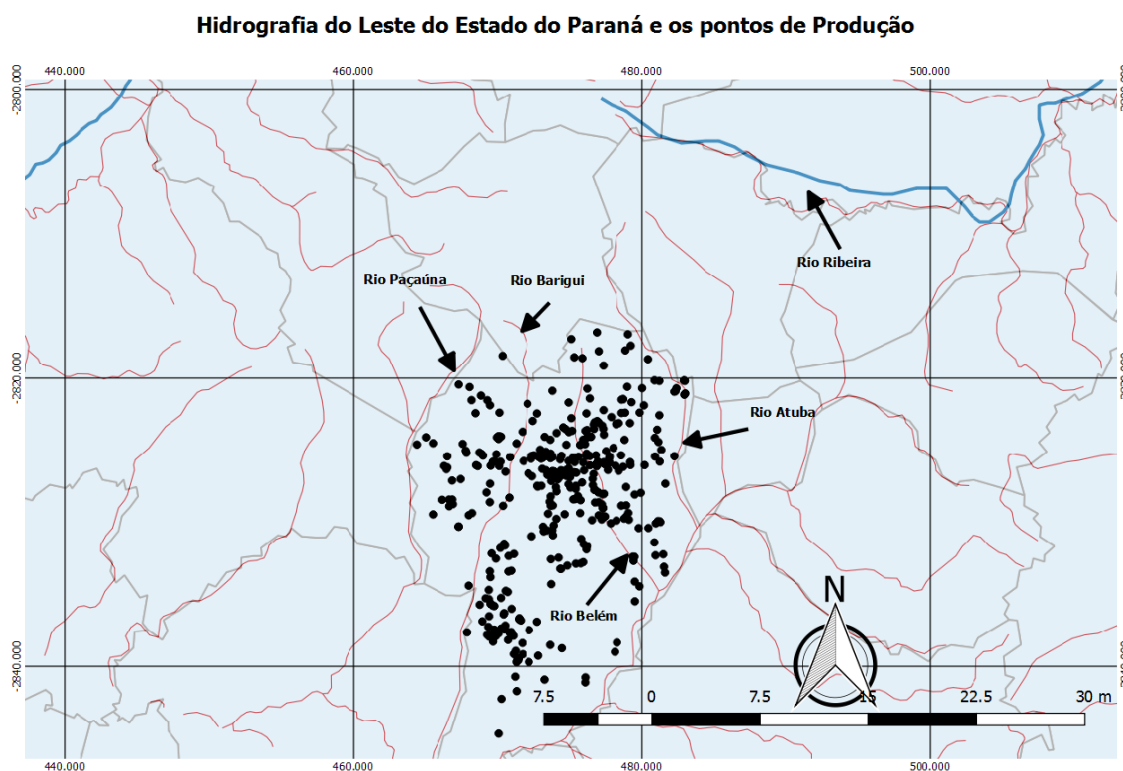 Hidrografia do Leste do Estado do Paraná e os pontos de Produção
440.000 460.000 480.000 500.000
-2800.000
Rio Ribeira
Rio Paçaúna
Rio Barigui
-2820.000
Rio Atuba
N
Rio Belém
-2840.000
7.5 0 7.5 15 22.5 30 m
440.000 460.000 480.000 500.000